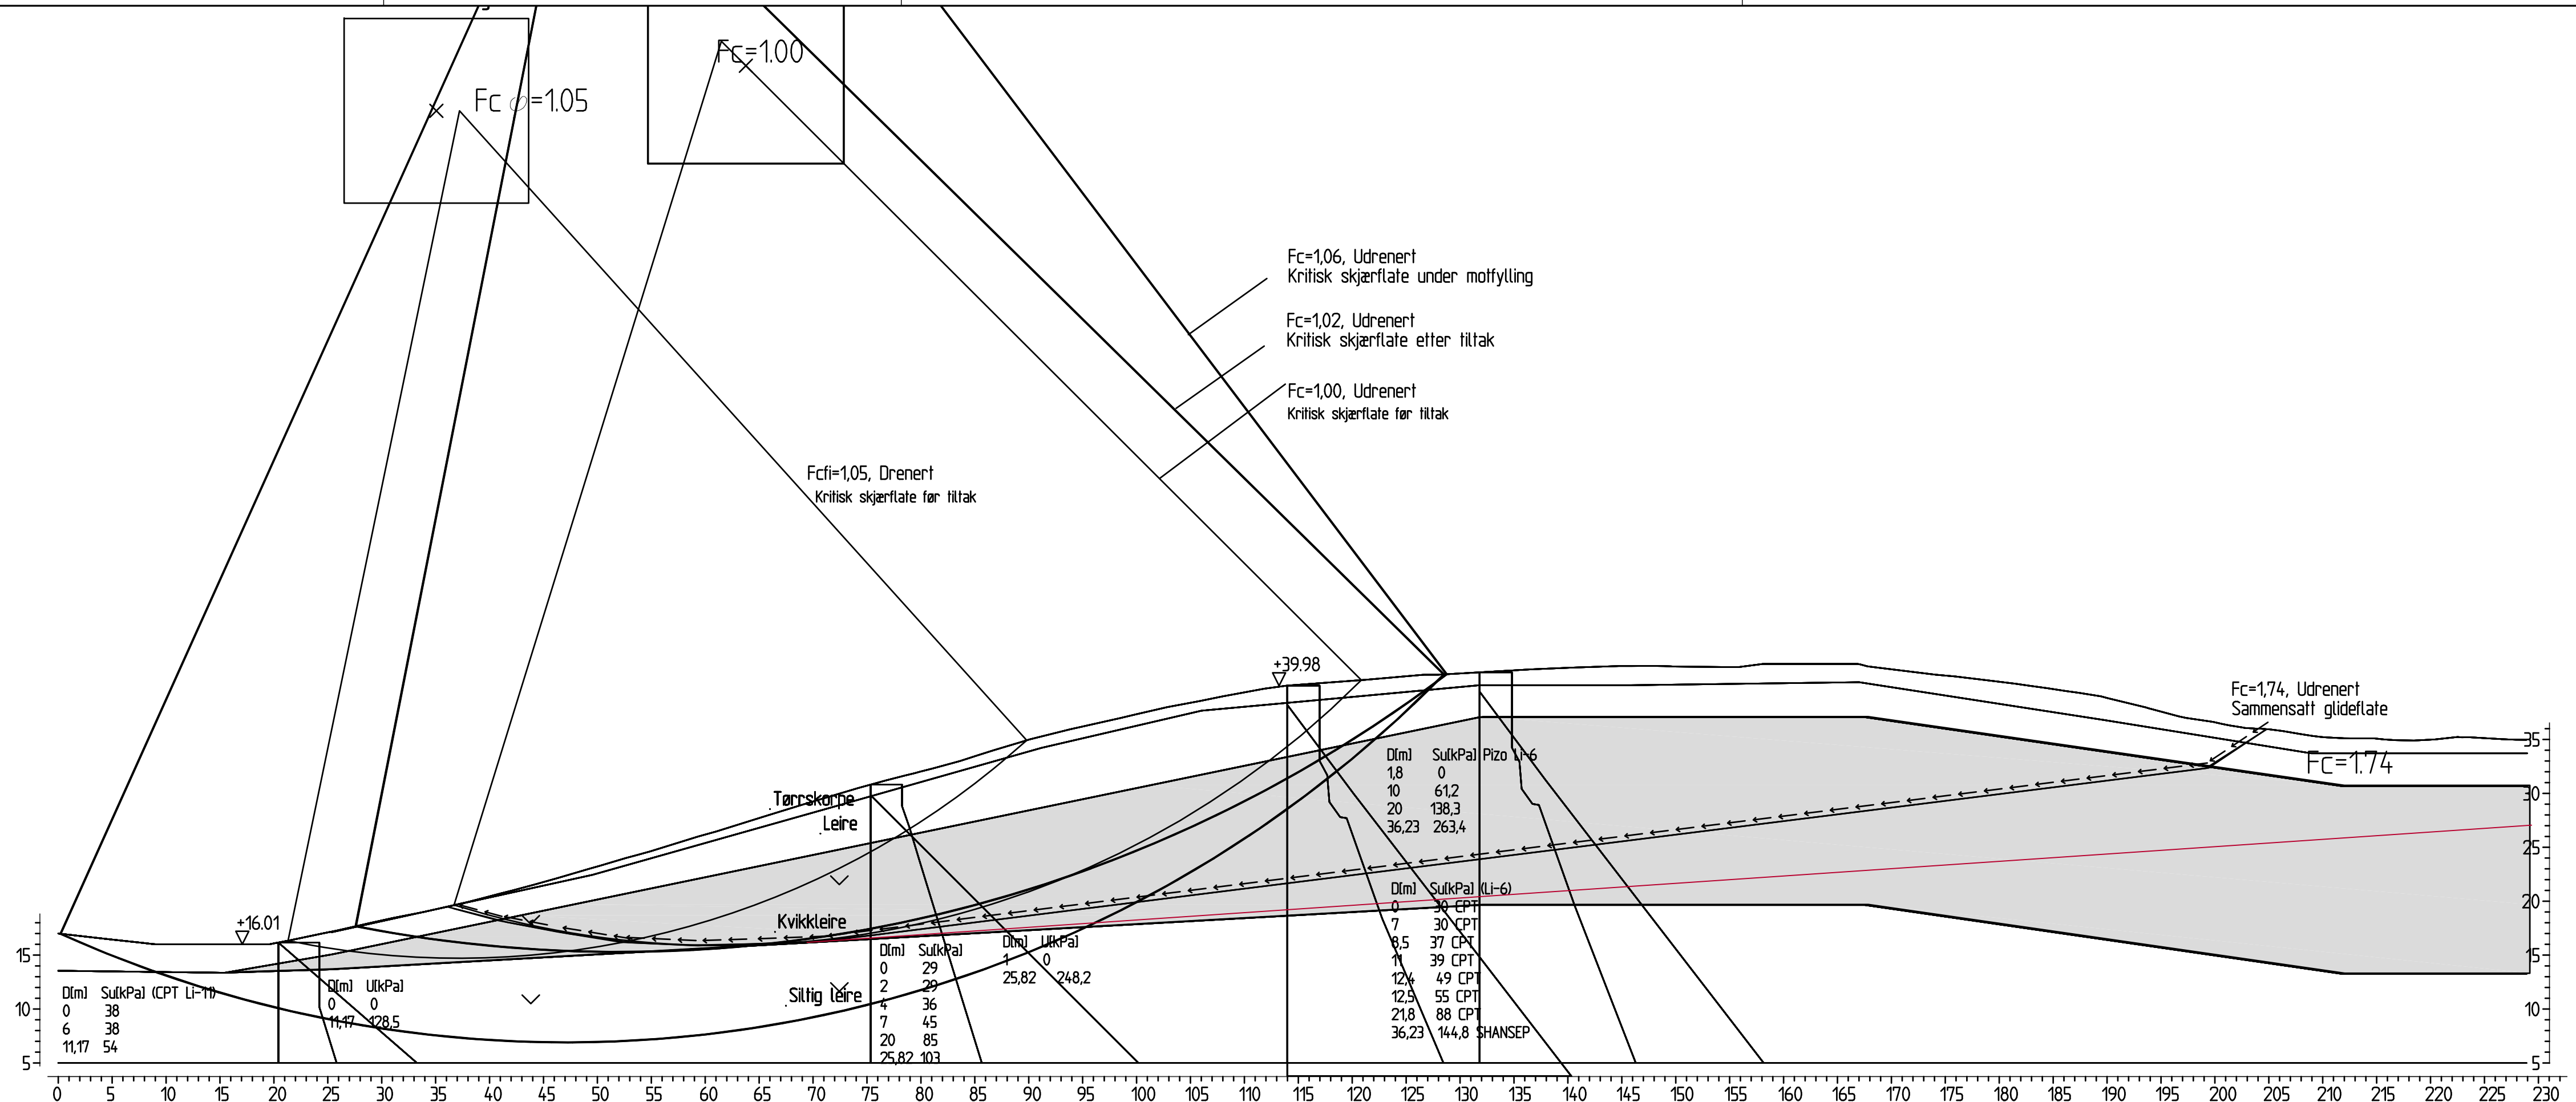 Fc=1.00
Fc φ=1.05
Fc=1,06, Udrenert
Kritisk skjærflate under motfylling
Fc=1,02, Udrenert
Kritisk skjærflate etter tiltak
Fc=1,00, Udrenert
Kritisk skjærflate før tiltak
Fcfi=1,05, Drenert
Kritisk skjærflate før tiltak
+39.98
Fc=1,74, Udrenert
Sammensatt glideflate
Fc=1.74
Tørrskorpe
Leire
Kvikkleire
Siltig leire
+16.01
D[m] Su[kPa] Pizo Li-6
1,8 0
10 61,2
20 138,3
36,23 263,4
D[m] Su[kPa] (Li-6)
0 30 CPT
7 30 CPT
8,5 37 CPT
11 39 CPT
12,4 49 CPT
12,5 55 CPT
21,8 88 CPT
36,23 144,8 SHANSEP
D[m] Su[kPa]
0 29
2 29
4 36
7 45
20 85
25,82 103
D[m] U[kPa]
1 0
25,82 248,2
D[m] Su[kPa] (CPT Li-11)
0 38
6 38
11,17 54
D[m] U[kPa]
0 0
11,17 128,5
15
10
5
35
30
25
20
15
10
5
0 5 10 15 20 25 30 35 40 45 50 55 60 65 70 75 80 85 90 95 100 105 110 115 120 125 130 135 140 145 150 155 160 165 170 175 180 185 190 195 200 205 210 215 220 225 230